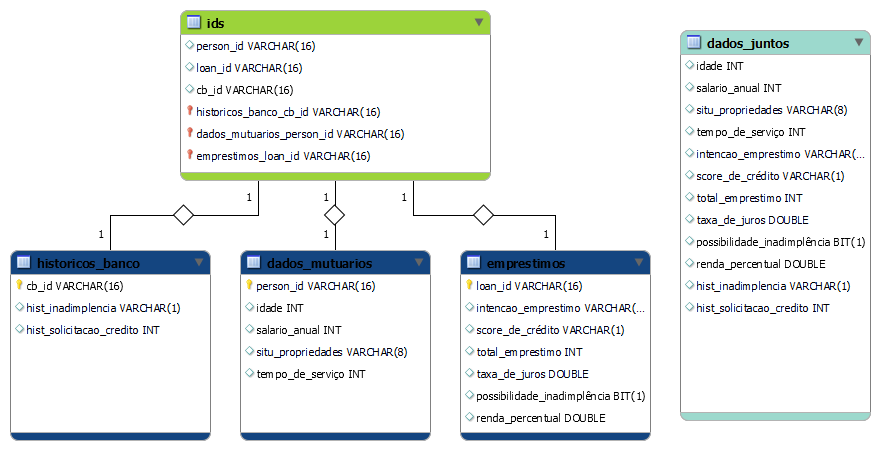 ids
person_id VARCHAR(16)
loan_id VARCHAR(16)
cb_id VARCHAR(16)
historicos_banco_cb_id VARCHAR(16)
dados_mutuarios_person_id VARCHAR(16)
emprestimos_loan_id VARCHAR(16)
1
1
1
1
1
1
historicos_banco
cb_id VARCHAR(16)
hist_inadimplencia VARCHAR(1)
hist_solicitacao_credito INT
dados_mutuarios
person_id VARCHAR(16)
idade INT
salario_anual INT
situ_propriedades VARCHAR(8)
tempo_de_serviço INT
emprestimos
loan_id VARCHAR(16)
intencao_emprestimo VARCHAR(...
score_de_crédito VARCHAR(1)
total_emprestimo INT
taxa_de_juros DOUBLE
possibilidade_inadimplência BIT(1)
renda_percentual DOUBLE
dados_juntos
idade INT
salario_anual INT
situ_propriedades VARCHAR(8)
tempo_de_serviço INT
intencao_emprestimo VARCHAR(...
score_de_crédito VARCHAR(1)
total_emprestimo INT
taxa_de_juros DOUBLE
possibilidade_inadimplência BIT(1)
renda_percentual DOUBLE
hist_inadimplencia VARCHAR(1)
hist_solicitacao_credito INT